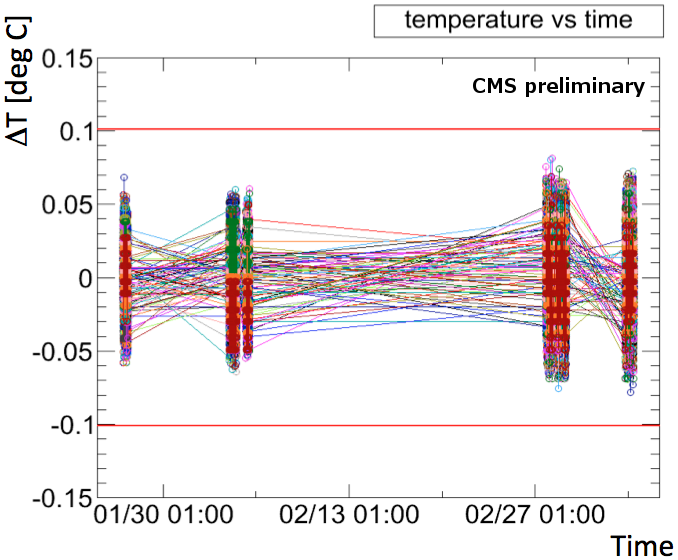 temperature vs time
ΔT [deg C]
CMS preliminary
0.15
0.1
0.05
0
-0.05
-0.1
-0.15
01/30 01:00 02/13 01:00 02/27 01:00
Time